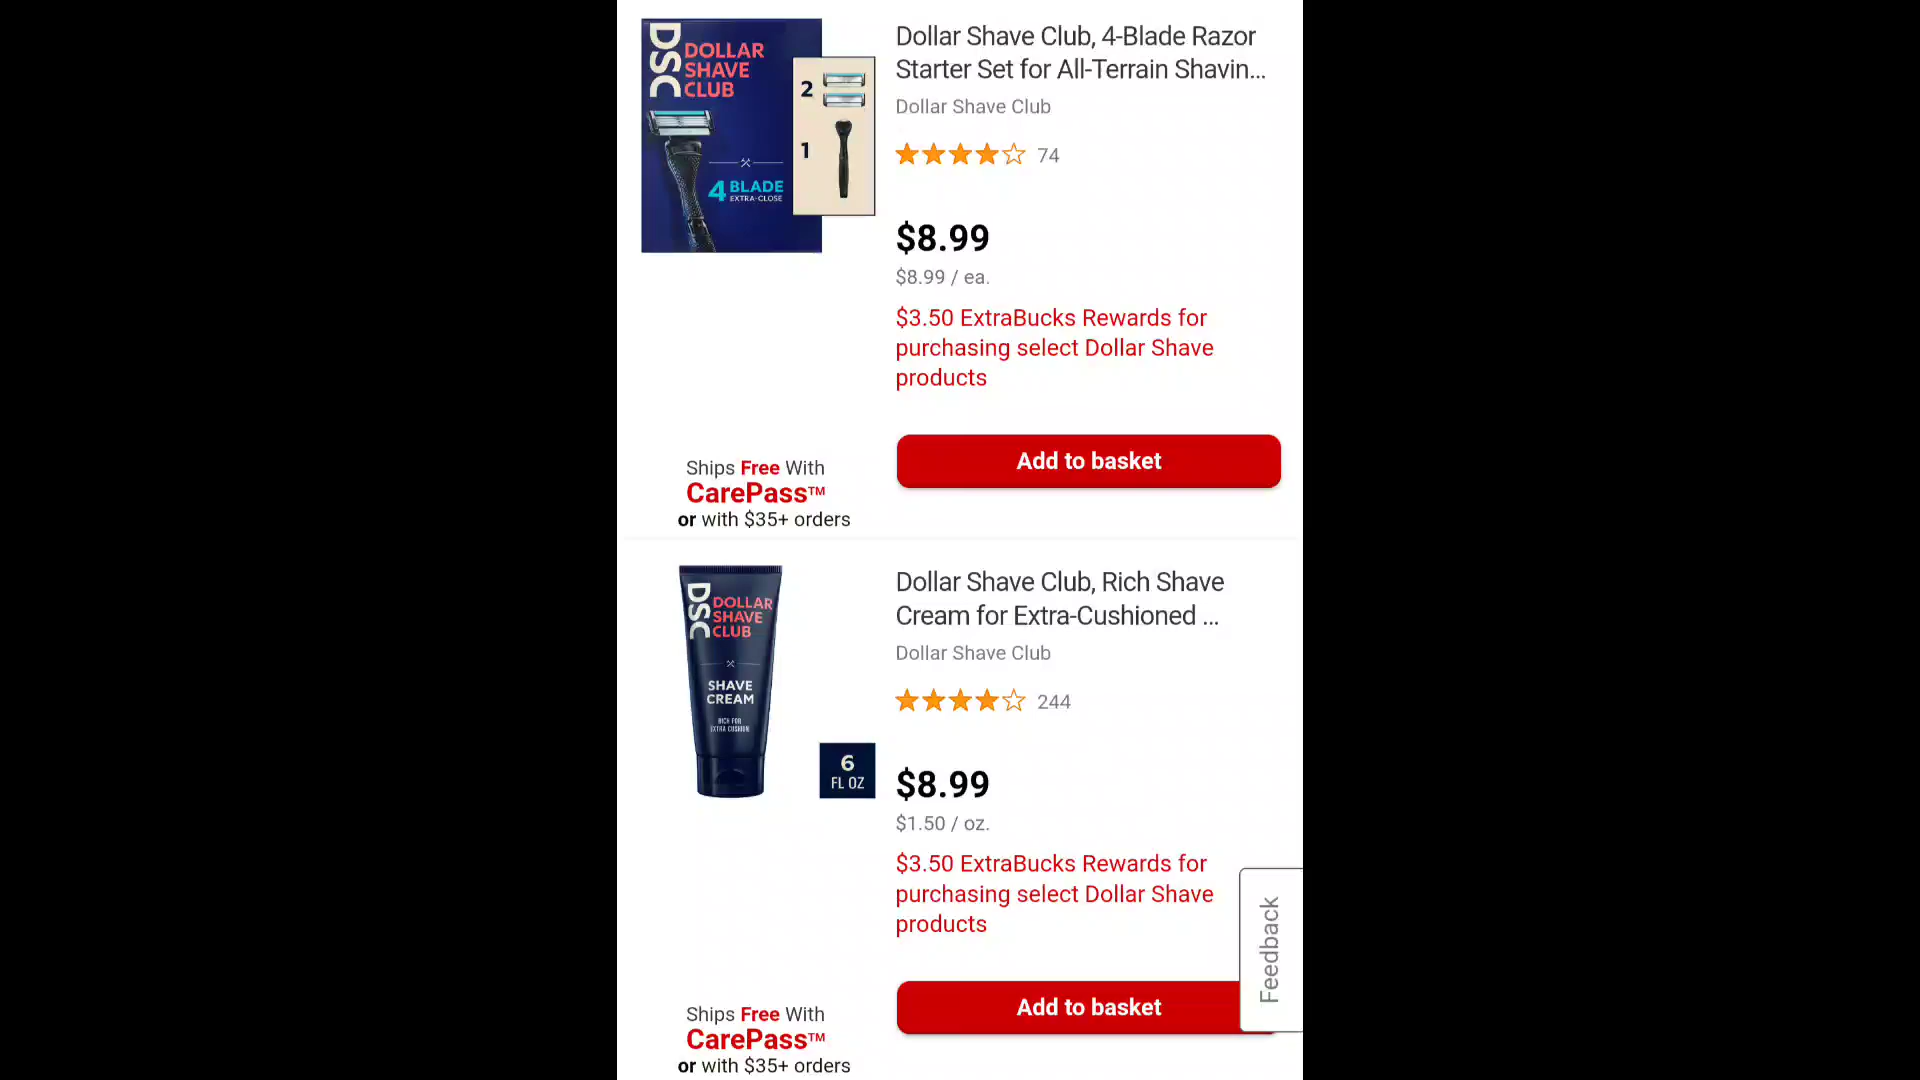 DSC
DOLLAR
SHAVE
CLUB
2
1
4 BLADE
EXTRA-CLOSE
Dollar Shave Club, 4-Blade Razor
Starter Set for All-Terrain Shavin...
Dollar Shave Club
74
$8.99
$8.99 / ea.
$3.50 ExtraBucks Rewards for
purchasing select Dollar Shave
products
Add to basket
Ships Free With
CarePass™
or with $35+ orders
DSC
DOLLAR
SHAVE
CLUB
SHAVE
CREAM
RICH FOR
EXTRA CUSHION
6
FL OZ
Dollar Shave Club, Rich Shave
Cream for Extra-Cushioned ...
Dollar Shave Club
244
$8.99
$1.50 / oz.
$3.50 ExtraBucks Rewards for
purchasing select Dollar Shave
products
Add to basket
Feedback
Ships Free With
CarePass™
or with $35+ orders